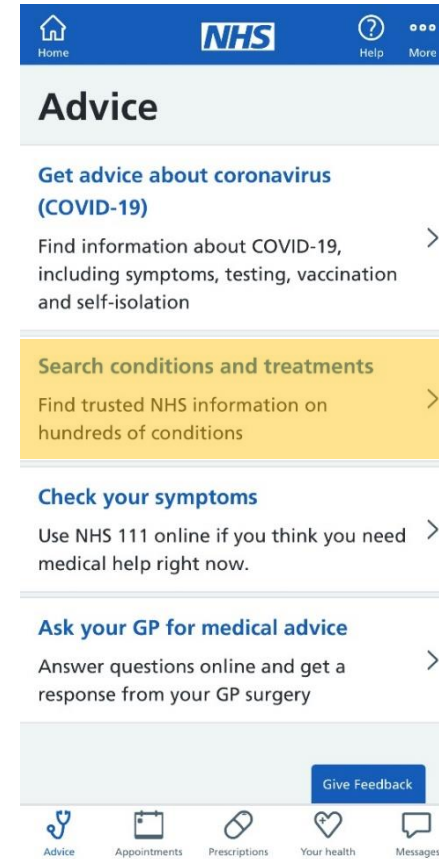 NHS
Home
Help
More
Advice
Get advice about coronavirus
(COVID-19)
Find information about COVID-19,
including symptoms, testing, vaccination
and self-isolation
Search conditions and treatments
Find trusted NHS information on
hundreds of conditions
Check your symptoms
Use NHS 111 online if you think you need
medical help right now.
Ask your GP for medical advice
Answer questions online and get a
response from your GP surgery
Give Feedback
Advice
Appointments
Prescriptions
Your health
Messages